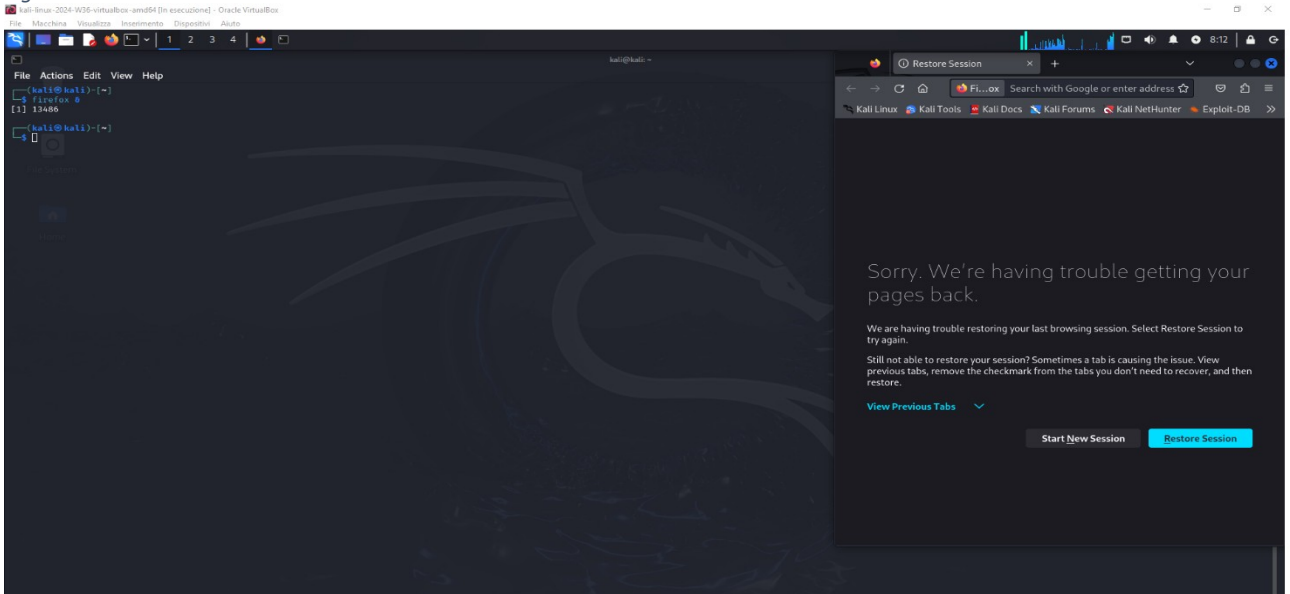 kali-linux-2024-W36-virtualbox-amd64 [In esecuzione] - Oracle VirtualBox
File Macchina Visualizza Inserimento Dispositivi Aiuto
1 2 3 4
8:12
kali@kali: ~
File Actions Edit View Help
(kali㉿kali)-[~]
$ firefox &
[1] 13486
(kali㉿kali)-[~]
$
Restore Session
Fi...ox Search with Google or enter address
Kali Linux Kali Tools Kali Docs Kali Forums Kali NetHunter Exploit-DB
Sorry. We're having trouble getting your
pages back.
We are having trouble restoring your last browsing session. Select Restore Session to
try again.
Still not able to restore your session? Sometimes a tab is causing the issue. View
previous tabs, remove the checkmark from the tabs you don't need to recover, and then
restore.
View Previous Tabs
Start New Session Restore Session